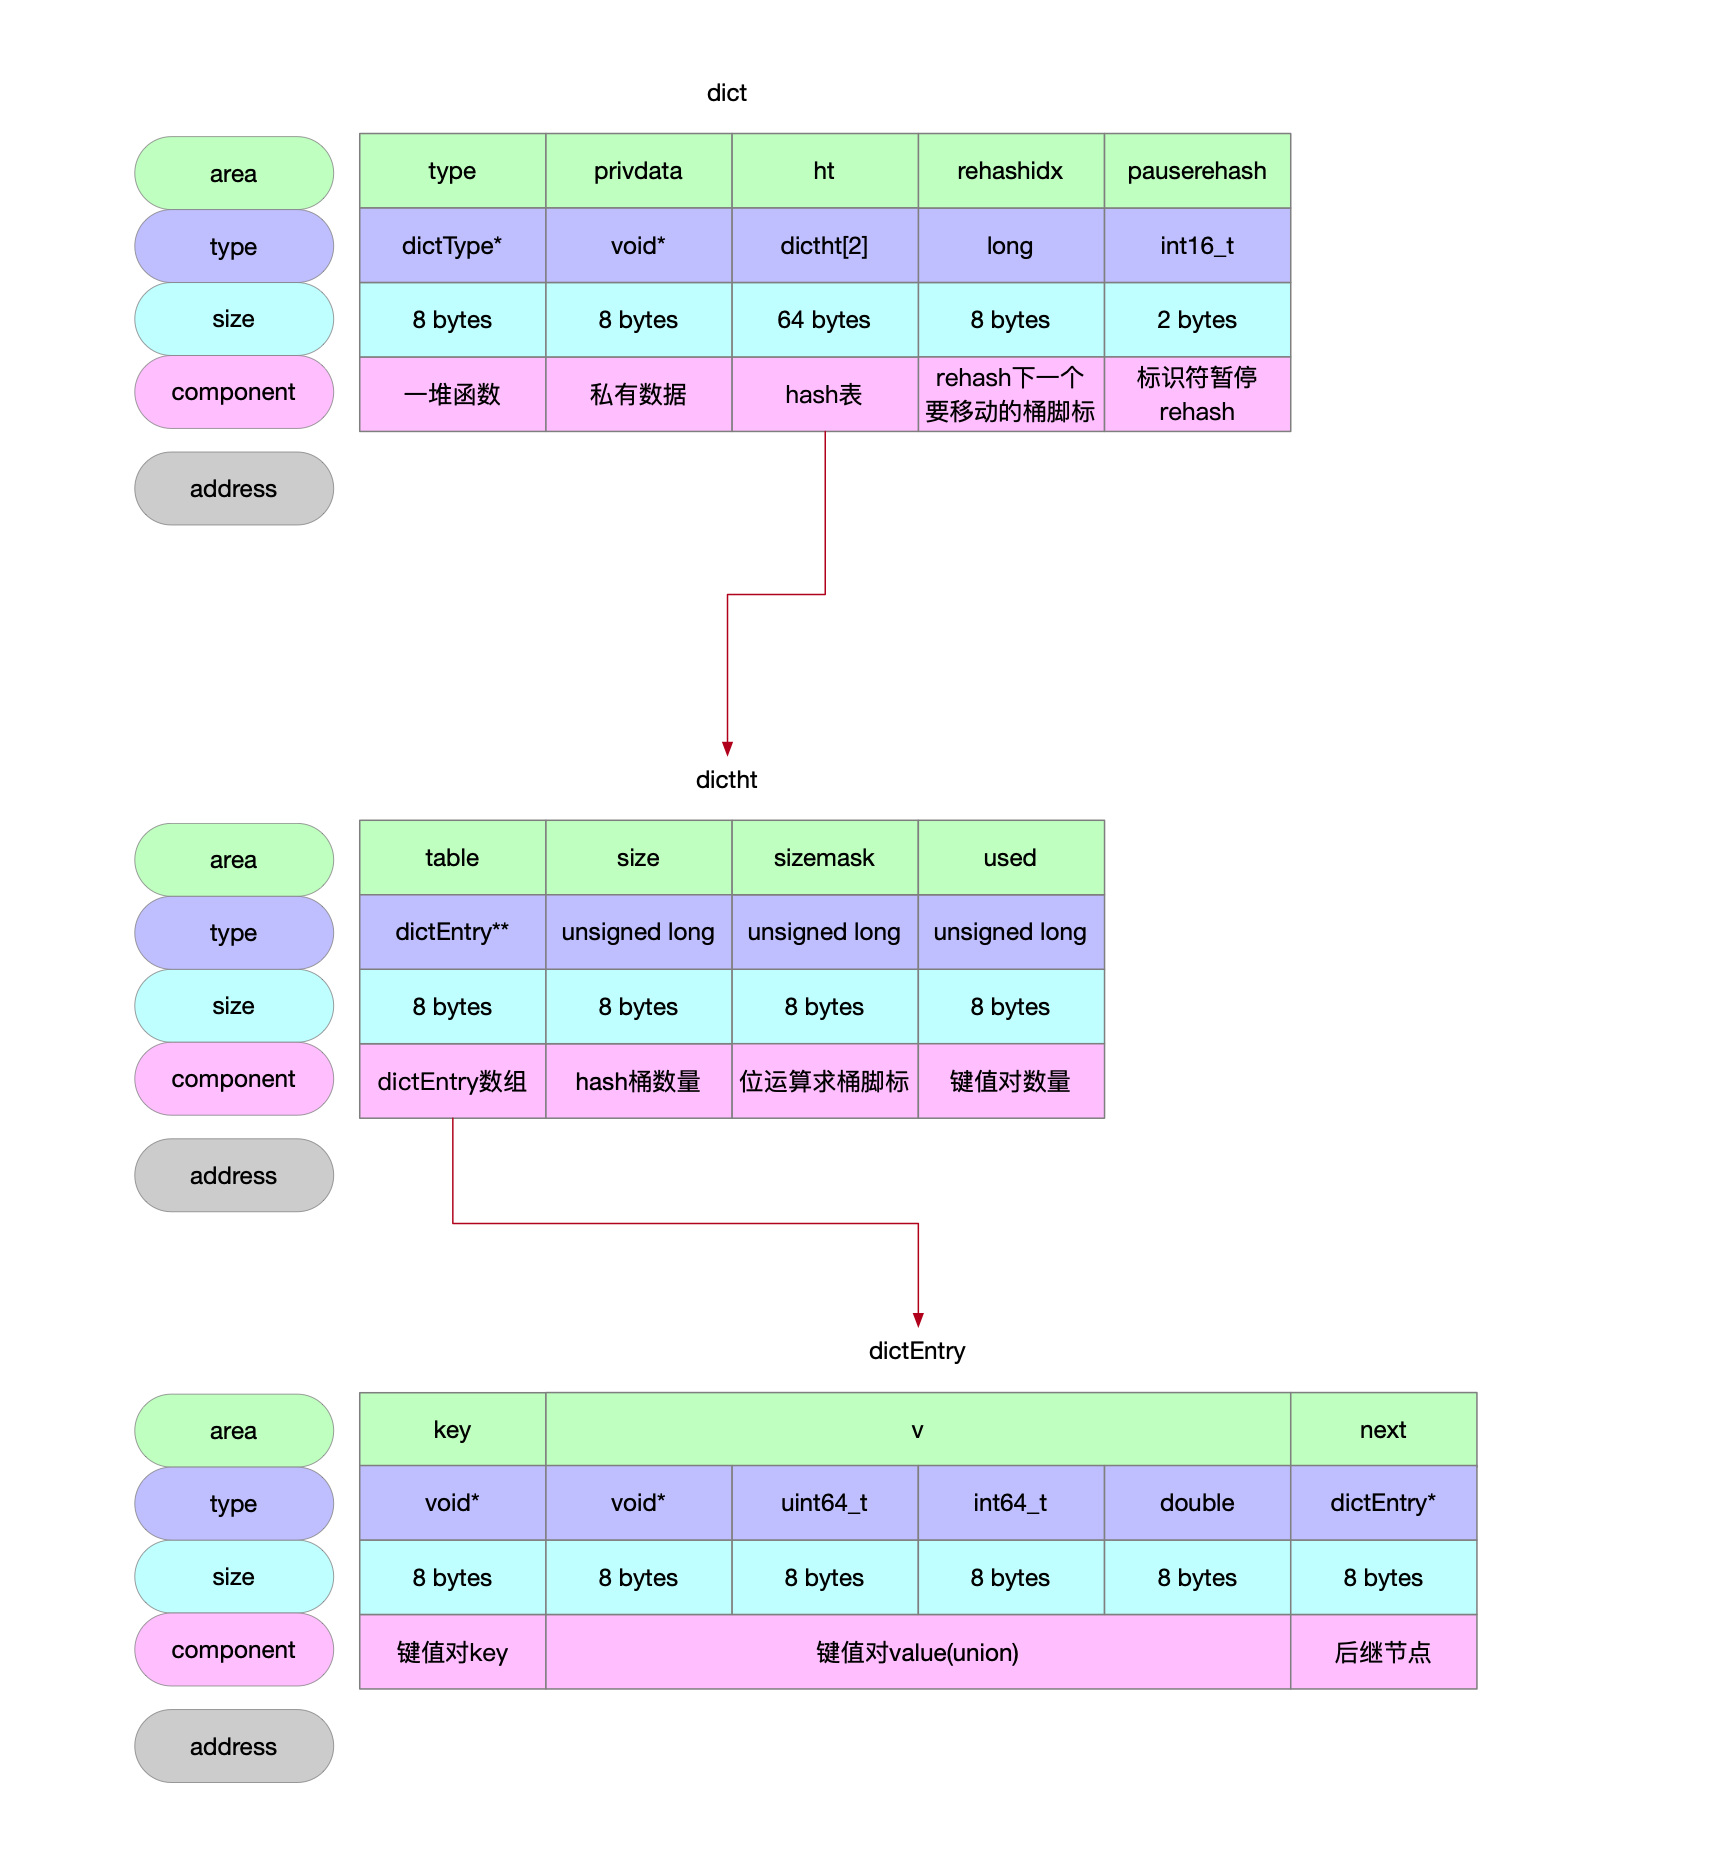 dict
area
type
privdata
ht
rehashidx
pauserehash
type
dictType*
void*
dictht[2]
long
int16_t
size
8 bytes
8 bytes
64 bytes
8 bytes
2 bytes
component
一堆函数
私有数据
hash表
rehash下一个
要移动的桶脚标
标识符暂停
rehash
address
dictht
area
table
size
sizemask
used
type
dictEntry**
unsigned long
unsigned long
unsigned long
size
8 bytes
8 bytes
8 bytes
8 bytes
component
dictEntry数组
hash桶数量
位运算求桶脚标
键值对数量
address
dictEntry
area
key
v
next
type
void*
void*
uint64_t
int64_t
double
dictEntry*
size
8 bytes
8 bytes
8 bytes
8 bytes
8 bytes
8 bytes
component
键值对key
键值对value(union)
后继节点
address